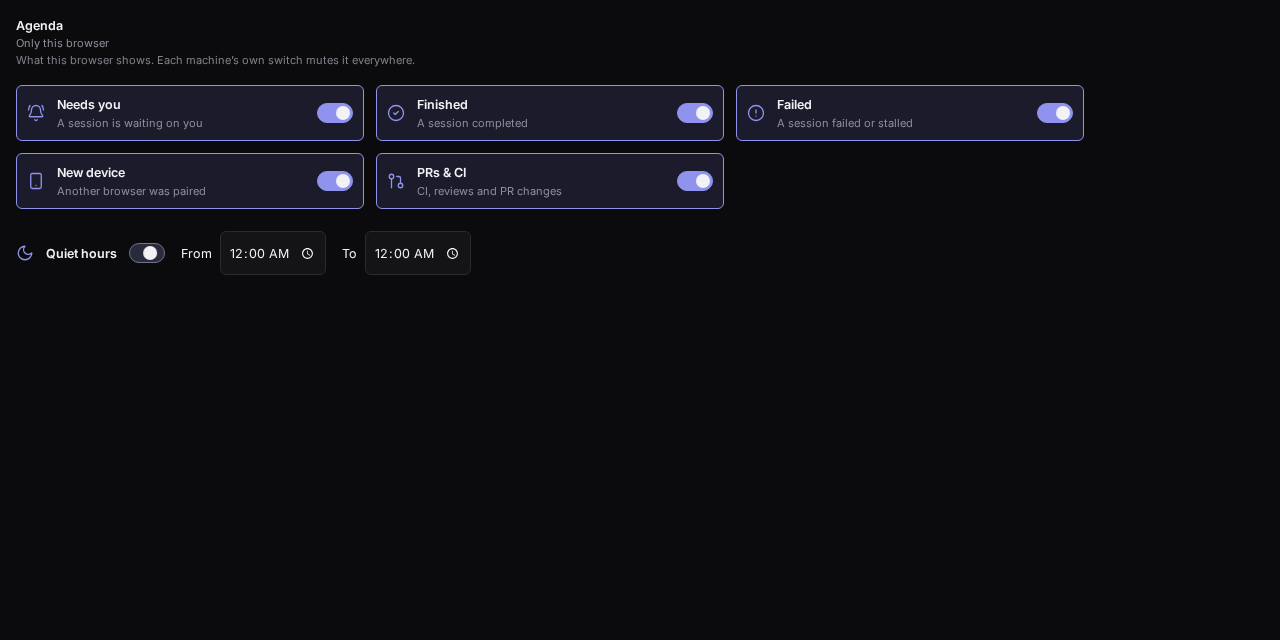 Agenda
Only this browser
What this browser shows. Each machine's own switch mutes it everywhere.
Needs you
A session is waiting on you
Finished
A session completed
Failed
A session failed or stalled
New device
Another browser was paired
PRs & CI
CI, reviews and PR changes
Quiet hours From 12:00 AM To 12:00 AM